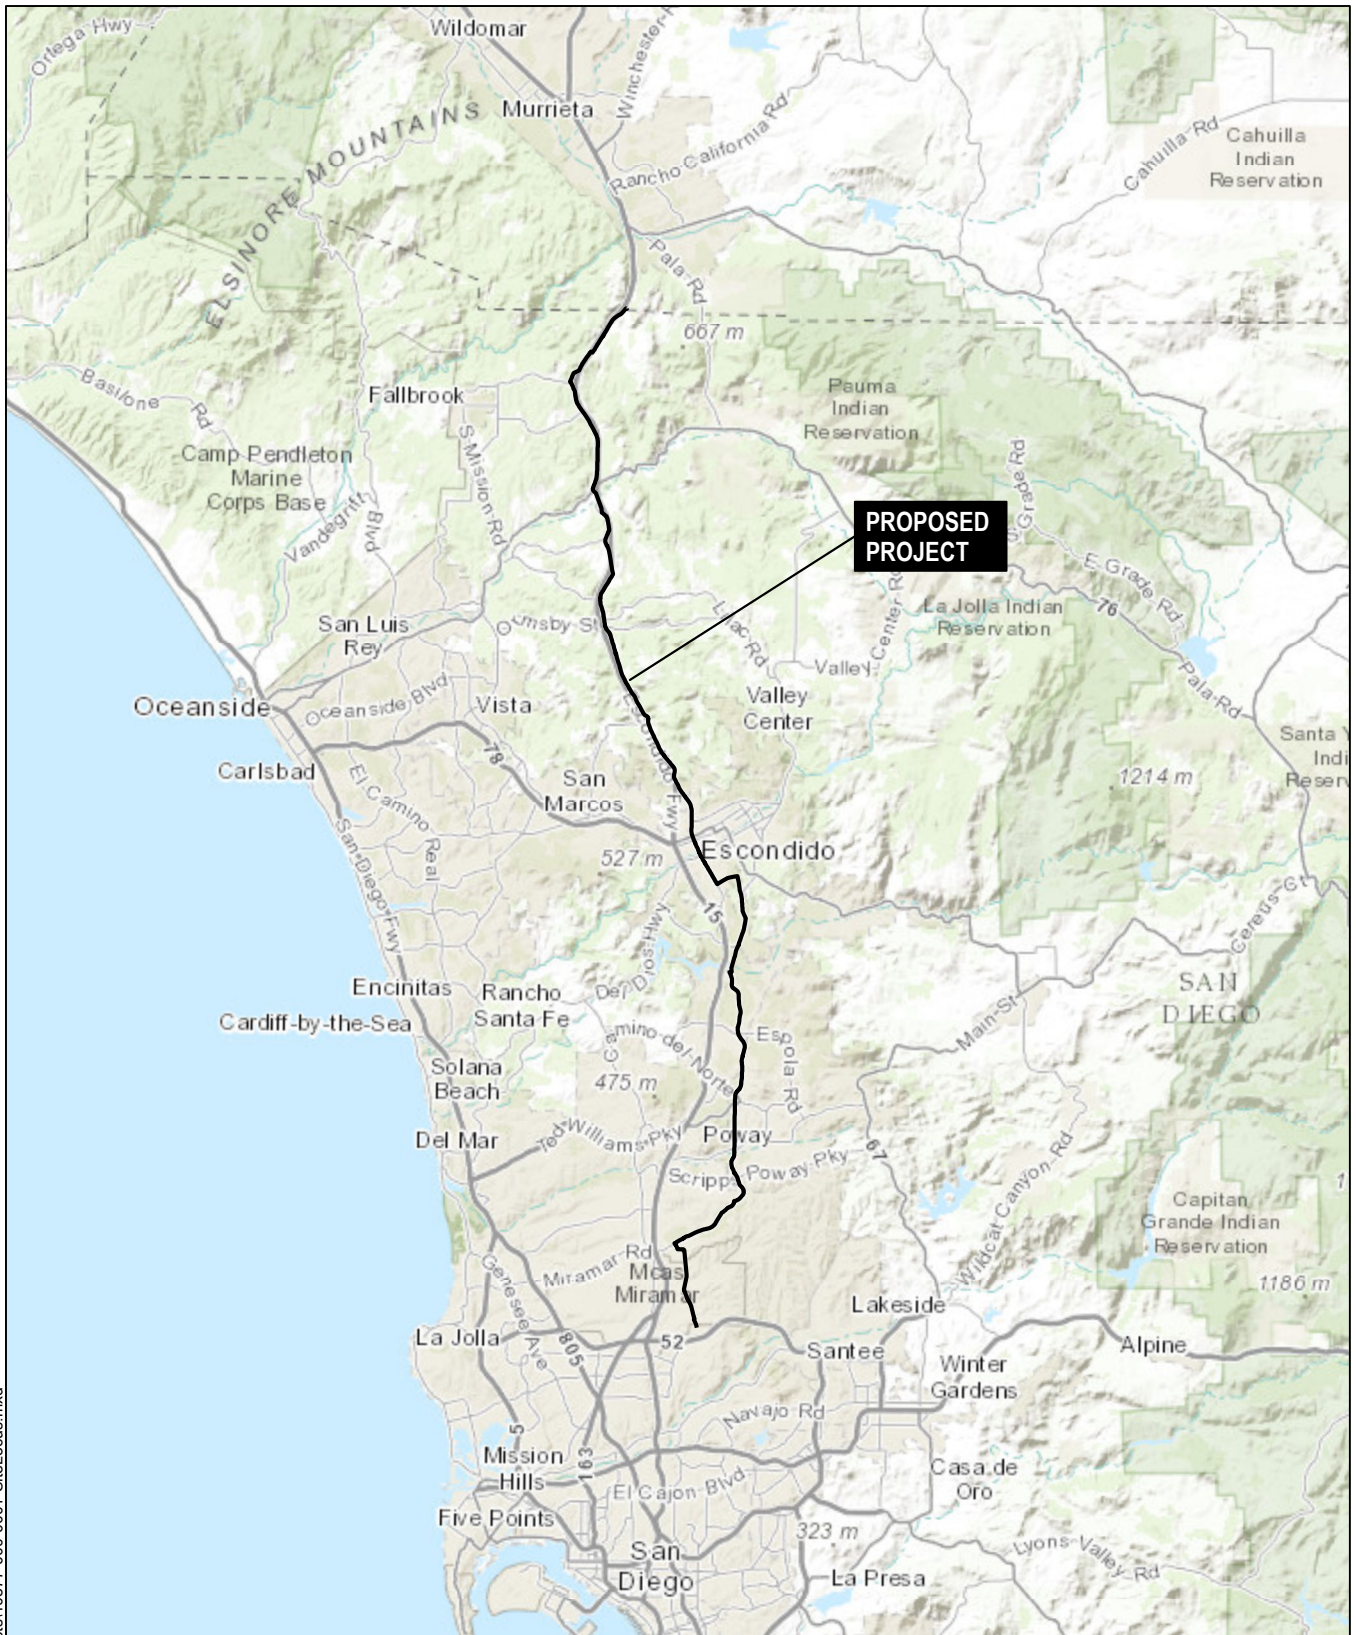 Wildomar
Ortega Hwy
Winchester-R
Murrieta
ELSINORE MOUNTAINS
Rancho California Rd
Cahuilla Rd
Cahuilla
Indian
Reservation
Pala-Rd
667 m
Basilone
Rd
Fallbrook
Pauma
Indian
Reservation
S-Mission-Rd
Camp Pendleton
Marine
Corps Base
Vandegrift
Blvd
S Grade Rd
PROPOSED
PROJECT
E-Grade-Rd
76
La Jolla Indian
Reservation
San Luis
Rey
Lilac Rd
Valley
Center R
Valley
Center
Pala-Rd
Oceanside
Oceanside Blvd
Vista
Escondido Fwy
Santa Y
Indi
Reserv
Carlsbad
78
San
Marcos
1214 m
El Camino
Real
San-Diego-Fwy
527 m
Escondido
15
Del Dios Hwy
Encinitas
Rancho
Santa Fe
SAN
DIEGO
Cardiff-by-the-Sea
Camino-del-Norte
Espola Rd
Main-St
Solana
Beach
475 m
Del Mar
Ted-Williams-Pky
Poway
67
Scripps Poway-Pky
Wildcat Canyon Rd
Capitan
Grande Indian
Reservation
1
Genesee Ave
Miramar Rd
Mcas
Miramar
1186 m
Lakeside
La Jolla
805
52
Santee
Alpine
Winter
Gardens
Navajo Rd
5
163
Mission
Hills
El Cajon-Blvd
Casa de
Oro
Five Points
323 m
San
Diego
Lyons-Valley-Rd
La Presa